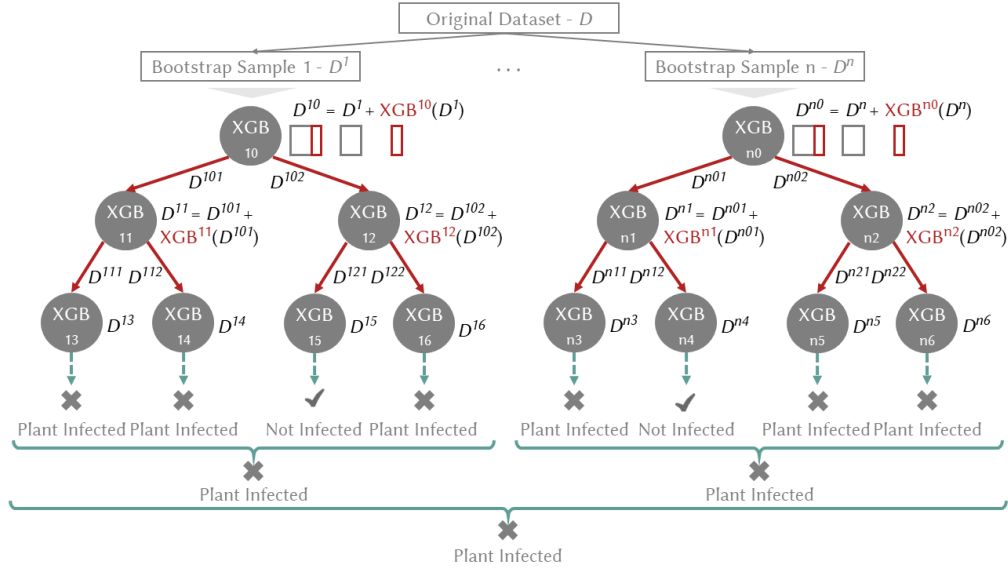 Original Dataset - D
Bootstrap Sample 1 - D¹
...
Bootstrap Sample n - Dⁿ
XGB
10
D¹⁰ = D¹ + XGB¹⁰(D¹)
XGB
n0
Dⁿ⁰ = Dⁿ + XGBⁿ⁰(Dⁿ)
D¹⁰¹ D¹⁰²
Dⁿ⁰¹ Dⁿ⁰²
XGB
11
D¹¹ = D¹⁰¹ +
XGB¹¹(D¹⁰¹)
XGB
12
D¹² = D¹⁰² +
XGB¹²(D¹⁰²)
XGB
n1
Dⁿ¹ = Dⁿ⁰¹ +
XGBⁿ¹(Dⁿ⁰¹)
XGB
n2
Dⁿ² = Dⁿ⁰² +
XGBⁿ²(Dⁿ⁰²)
D¹¹¹ D¹¹²
D¹²¹ D¹²²
Dⁿ¹¹ Dⁿ¹²
Dⁿ²¹ Dⁿ²²
XGB
13
D¹³
XGB
14
D¹⁴
XGB
15
D¹⁵
XGB
16
D¹⁶
XGB
n3
Dⁿ³
XGB
n4
Dⁿ⁴
XGB
n5
Dⁿ⁵
XGB
n6
Dⁿ⁶
Plant Infected Plant Infected Not Infected Plant Infected
Plant Infected Not Infected Plant Infected Plant Infected
Plant Infected
Plant Infected
Plant Infected